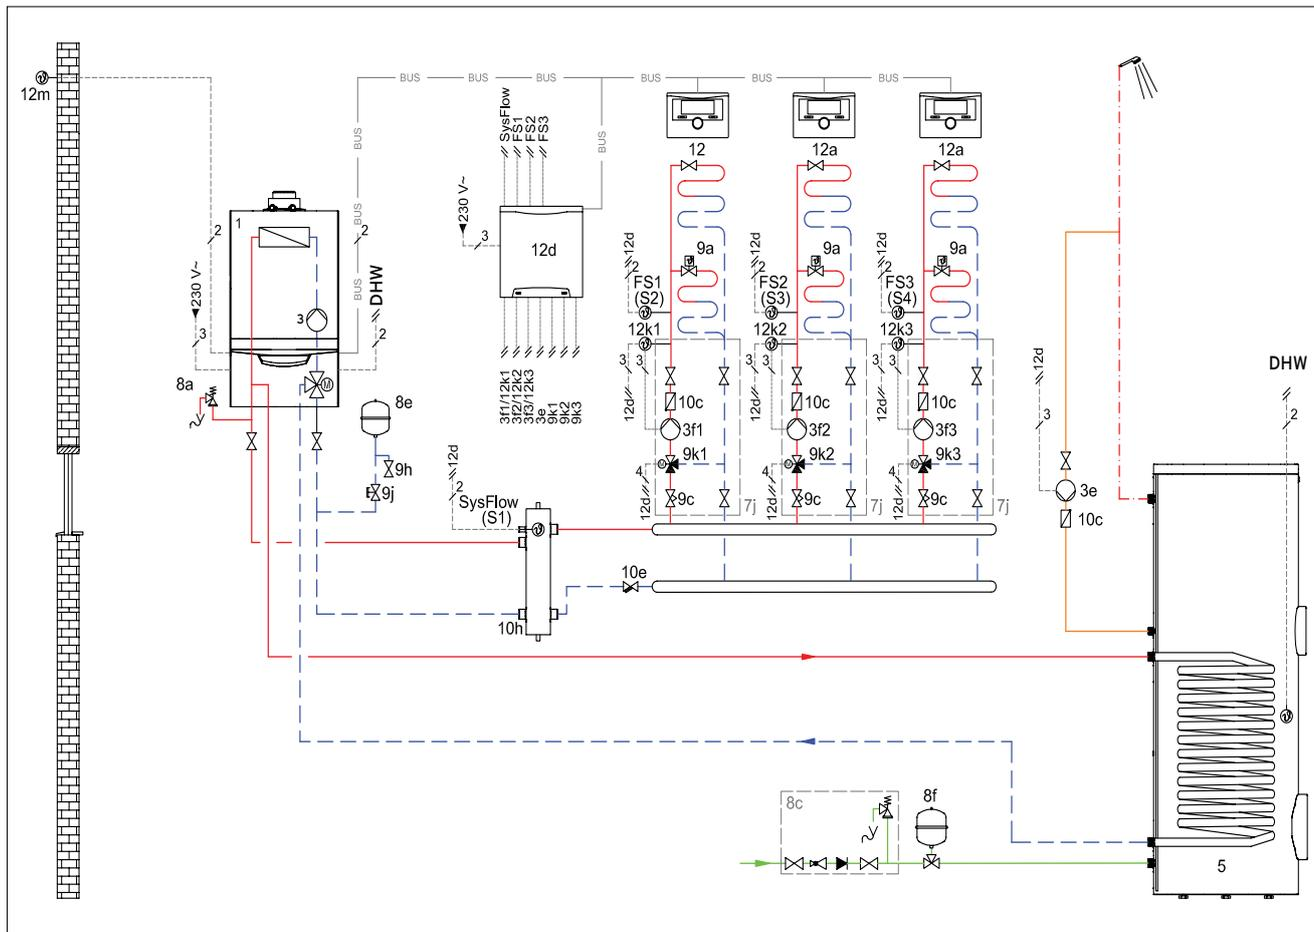 BUS BUS BUS BUS BUS BUS
12m
SysFlow
FS1
FS2
FS3
BUS
BUS
BUS
BUS
12 12a 12a
1
2
2
230 V~
3
12d
230 V~
3
DHW
2
3
M
8a
8e
9h
9j
3f1/12k1
3f2/12k2
3f3/12k3
3e
9k1
9k2
9k3
12d
2
9a
FS1
(S2)
12k1
3
3
12d
10c
3f1
9k1
M
4
12d
9c
7j
12d
2
9a
FS2
(S3)
12k2
3
3
12d
10c
3f2
9k2
M
4
12d
9c
7j
12d
2
9a
FS3
(S4)
12k3
3
3
12d
10c
3f3
9k3
M
4
12d
9c
7j
12d
2
SysFlow
(S1)
10e
10h
12d
3
3e
10c
DHW
2
8c
8f
5